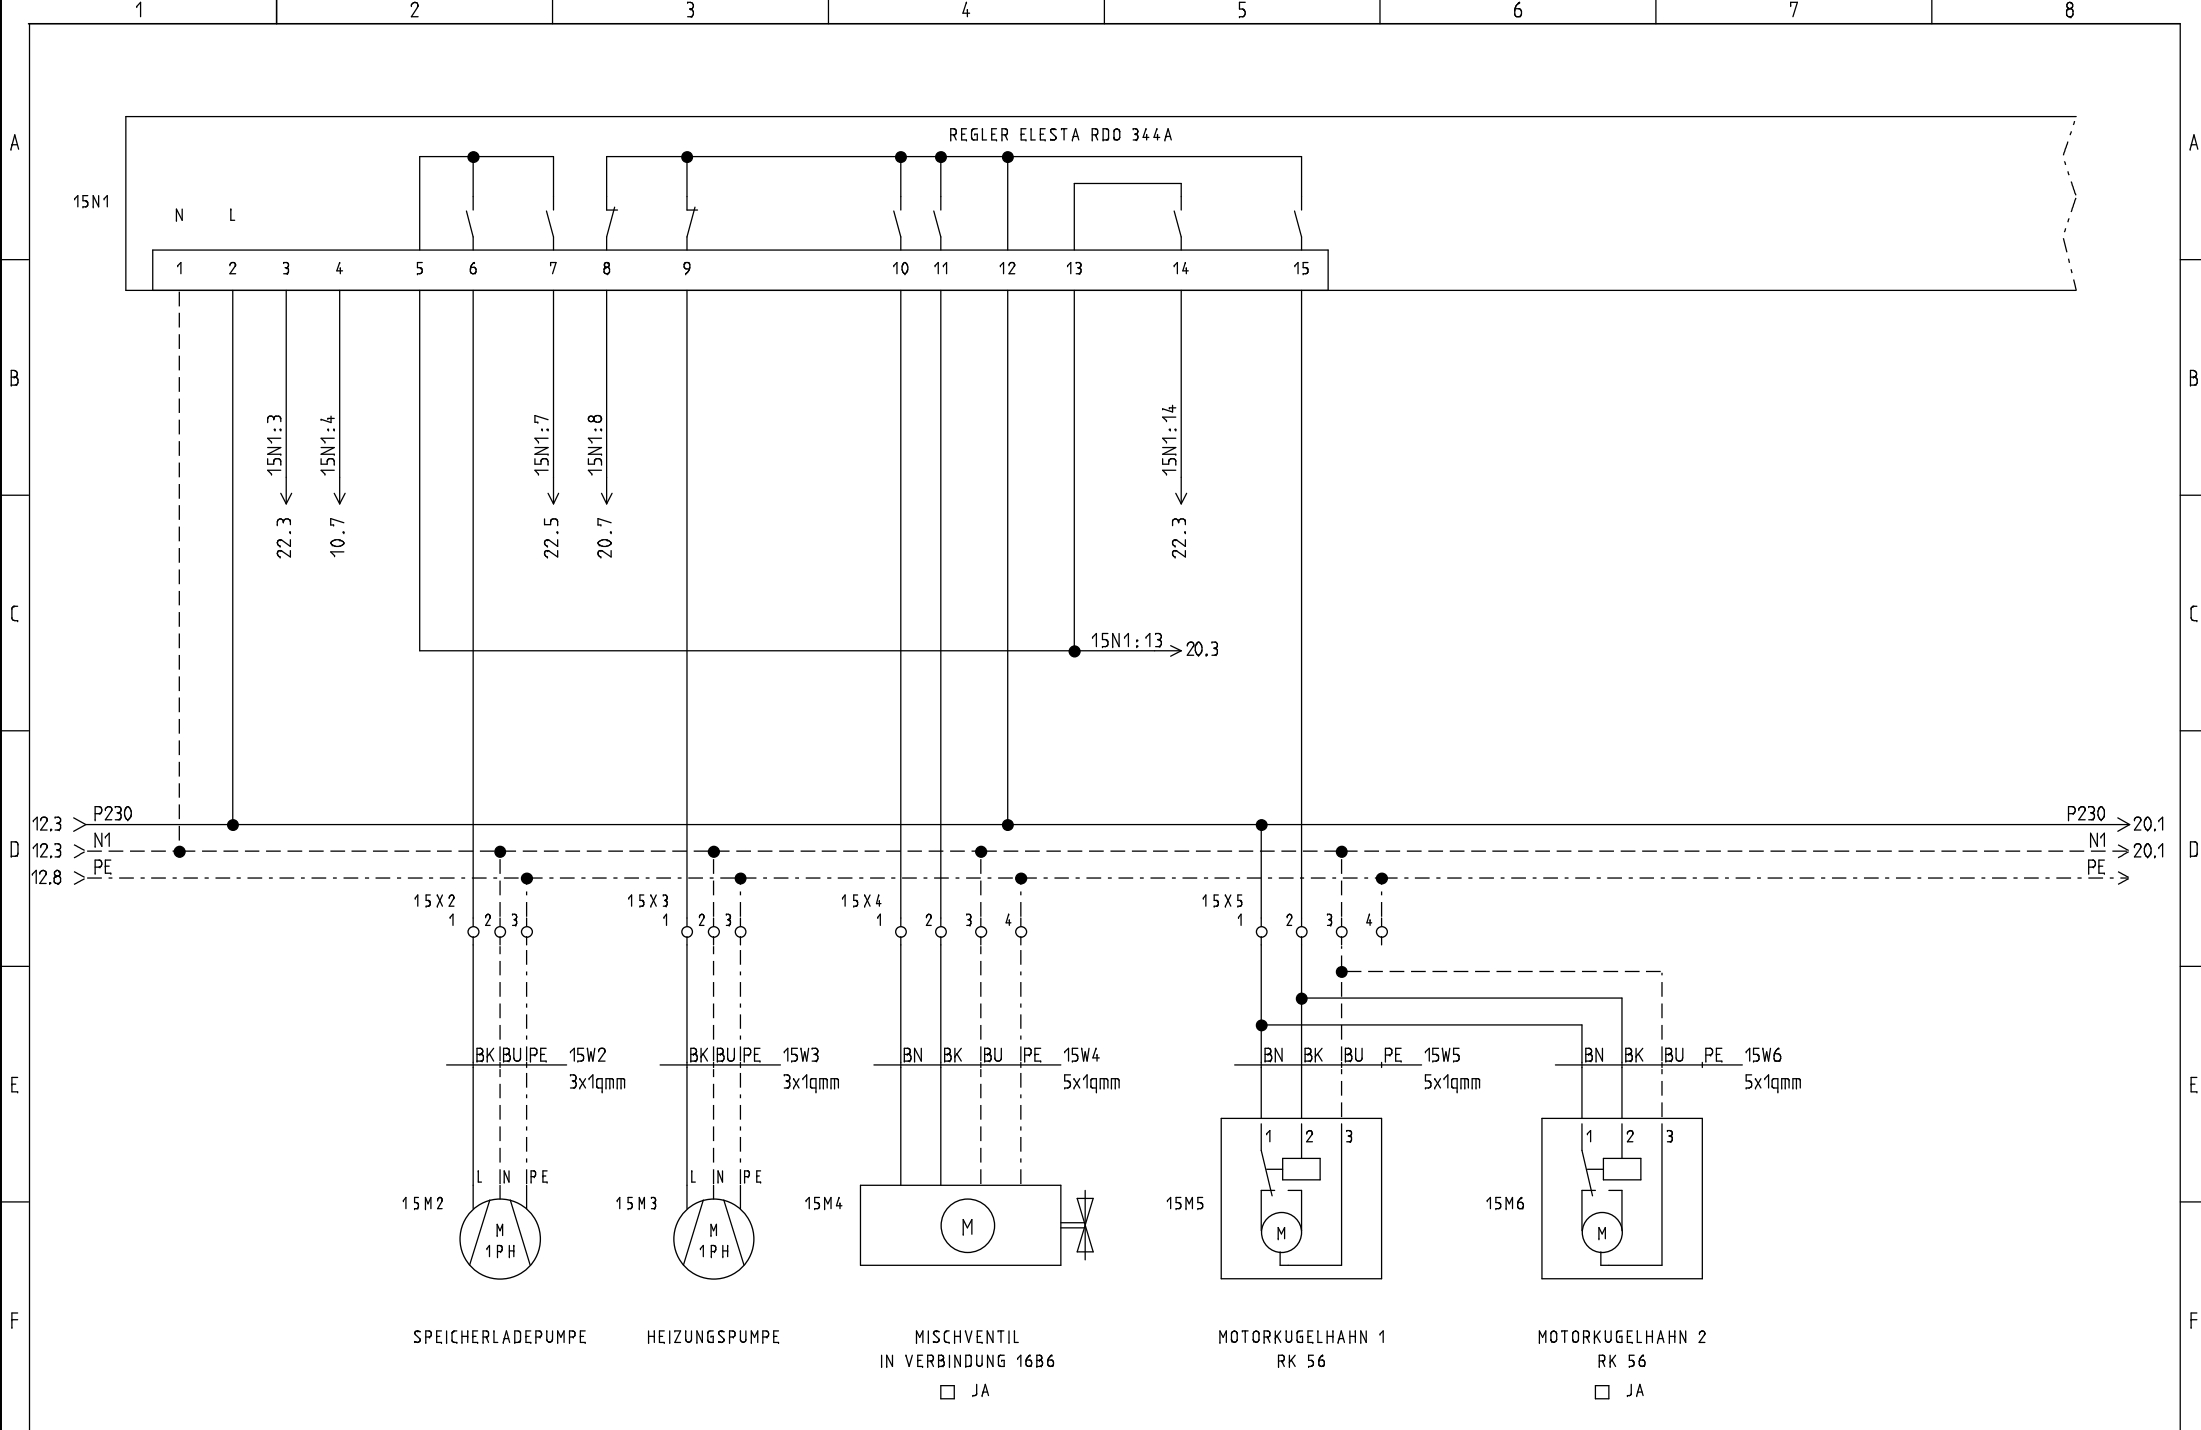 1 2 3 4 5 6 7 8
REGLER ELESTA RDO 344A
A A
15N1
N L
1 2 3 4 5 6 7 8 9 10 11 12 13 14 15
B B
15N1:3 15N1:4 15N1:7 15N1:8 15N1:14
22.3 10.7 22.5 20.7 22.3
C C
15N1:13 20.3
P230 P230
12.3 20.1
N1 N1
D 12.3 20.1 D
PE PE
12.8
15X2 15X3 15X4 15X5
1 2 3 1 2 3 1 2 3 4 1 2 3 4
BK BU PE 15W2 BK BU PE 15W3 BN BK BU PE 15W4 BN BK BU PE 15W5 BN BK BU PE 15W6
3x1qmm 3x1qmm 5x1qmm 5x1qmm 5x1qmm
E E
1 2 3 1 2 3
L N PE L N PE
15M2 15M3 15M4 15M5 15M6
M M M M M
1PH 1PH
F F
SPEICHERLADEPUMPE HEIZUNGSPUMPE MISCHVENTIL MOTORKUGELHAHN 1 MOTORKUGELHAHN 2
IN VERBINDUNG 16B6 RK 56 RK 56
JA JA